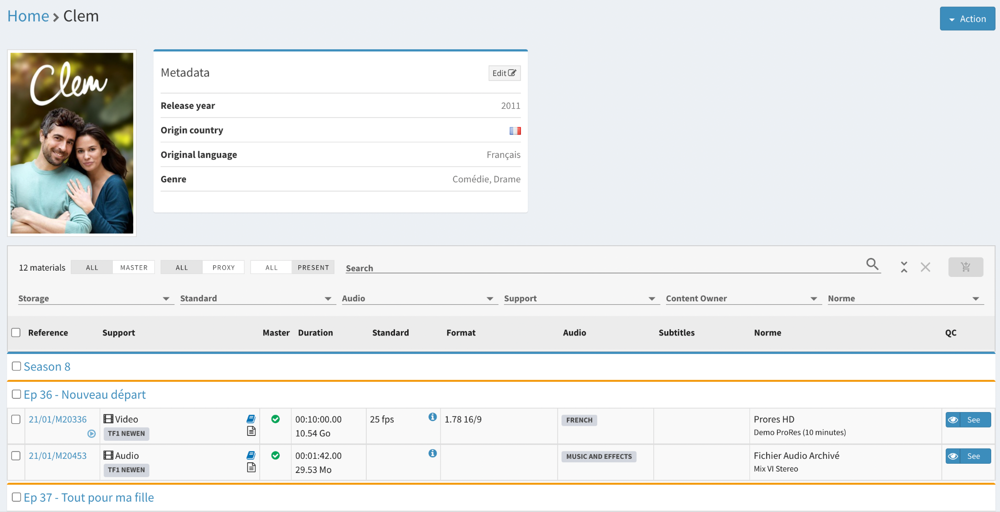 Home > Clem
Action
Clem
Metadata
Edit
Release year 2011
Origin country
Original language Français
Genre Comédie, Drame
12 materials ALL MASTER ALL PROXY ALL PRESENT Search
Storage Standard Audio Support Content Owner Norme
Reference Support Master Duration Standard Format Audio Subtitles Norme QC
Season 8
Ep 36 - Nouveau départ
21/01/M20336 Video 00:10:00.00 25 fps 1.78 16/9 FRENCH Prores HD See
TF1 NEWEN 10.54 Go Demo ProRes (10 minutes)
21/01/M20453 Audio 00:01:42.00 MUSIC AND EFFECTS Fichier Audio Archivé See
TF1 NEWEN 29.53 Mo Mix VI Stereo
Ep 37 - Tout pour ma fille